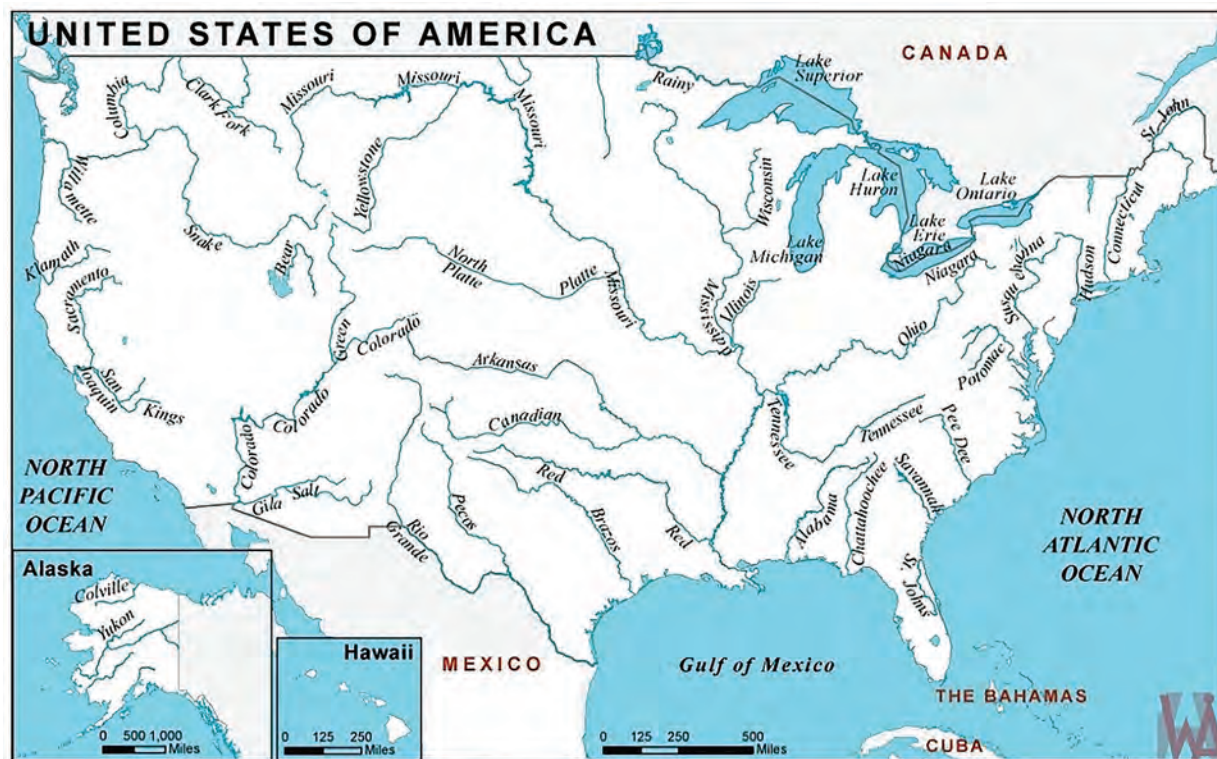 UNITED STATES OF AMERICA
CANADA
Lake
Superior
Rainy
Missouri
Missouri
Missouri
Columbia
Clark Fork
St. John
Willamette
Yellowstone
Wisconsin
Lake
Huron
Lake
Ontario
Connecticut
Snake
Lake
Michigan
Lake
Erie
Niagara
Niagara
Klamath
Bear
North
Platte
Platte
Missouri
Mississippi
Illinois
Susquehanna
Hudson
Sacramento
Green
Colorado
Ohio
Arkansas
Potomac
San
Joaquin
Kings
Colorado
Colorado
Canadian
Tennessee
Tennessee
Pee Dee
NORTH
PACIFIC
OCEAN
Gila
Salt
Pecos
Red
Brazos
Red
Alabama
Chattahoochee
Savannah
NORTH
ATLANTIC
OCEAN
Rio
Grande
St. Johns
Alaska
Colville
Yukon
0 500 1,000
Miles
Hawaii
0 125 250
Miles
MEXICO
Gulf of Mexico
THE BAHAMAS
CUBA
0 125 250 500
Miles
WA